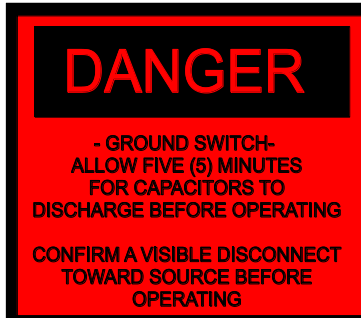 DANGER
- GROUND SWITCH-
ALLOW FIVE (5) MINUTES
FOR CAPACITORS TO
DISCHARGE BEFORE OPERATING
CONFIRM A VISIBLE DISCONNECT
TOWARD SOURCE BEFORE
OPERATING